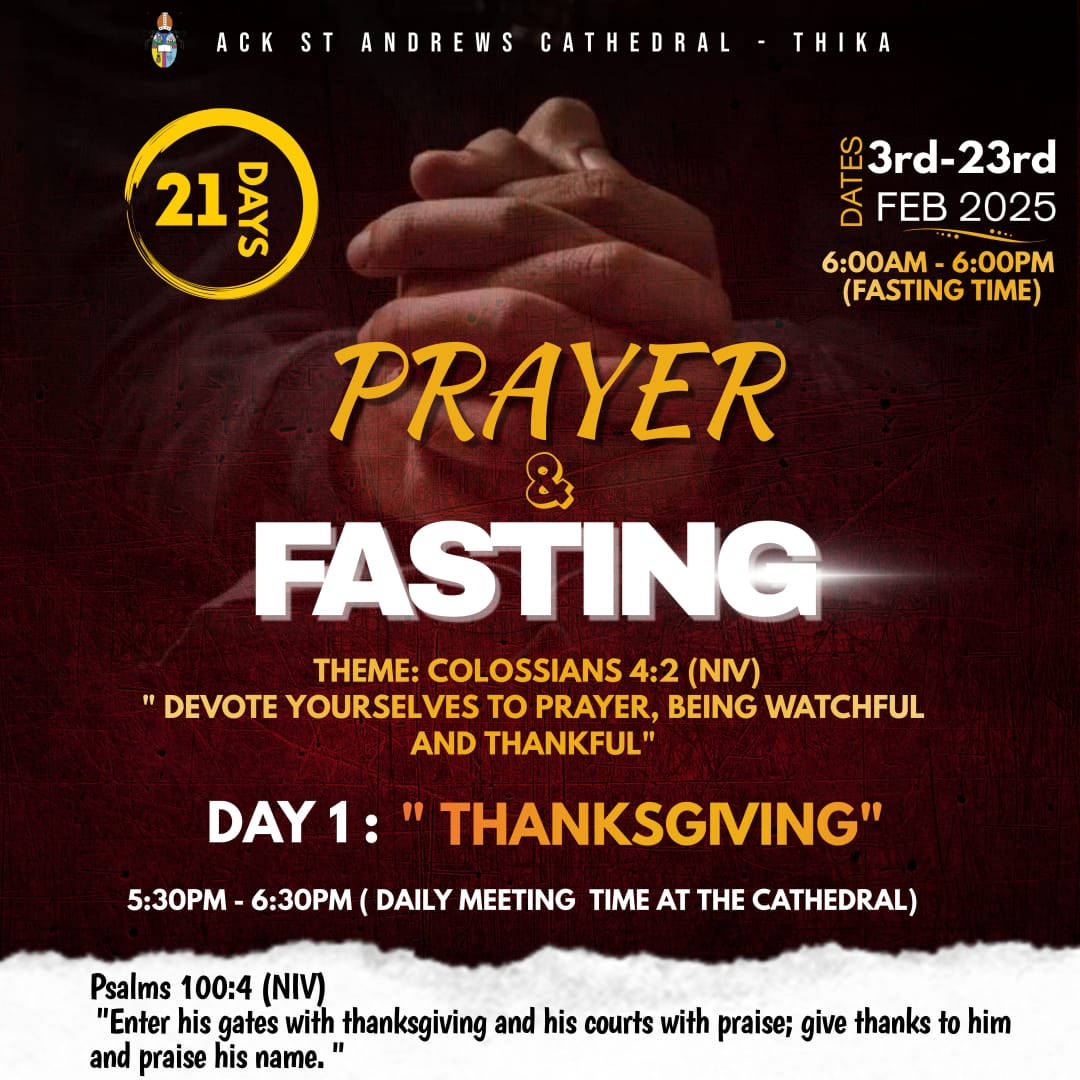 ACK ST ANDREWS CATHEDRAL - THIKA
21 DAYS
DATES
3rd-23rd
FEB 2025
6:00AM - 6:00PM
(FASTING TIME)
PRAYER
&
FASTING
THEME: COLOSSIANS 4:2 (NIV)
" DEVOTE YOURSELVES TO PRAYER, BEING WATCHFUL
AND THANKFUL"
DAY 1 : " THANKSGIVING"
5:30PM - 6:30PM ( DAILY MEETING TIME AT THE CATHEDRAL)
Psalms 100:4 (NIV)
"Enter his gates with thanksgiving and his courts with praise; give thanks to him
and praise his name. "